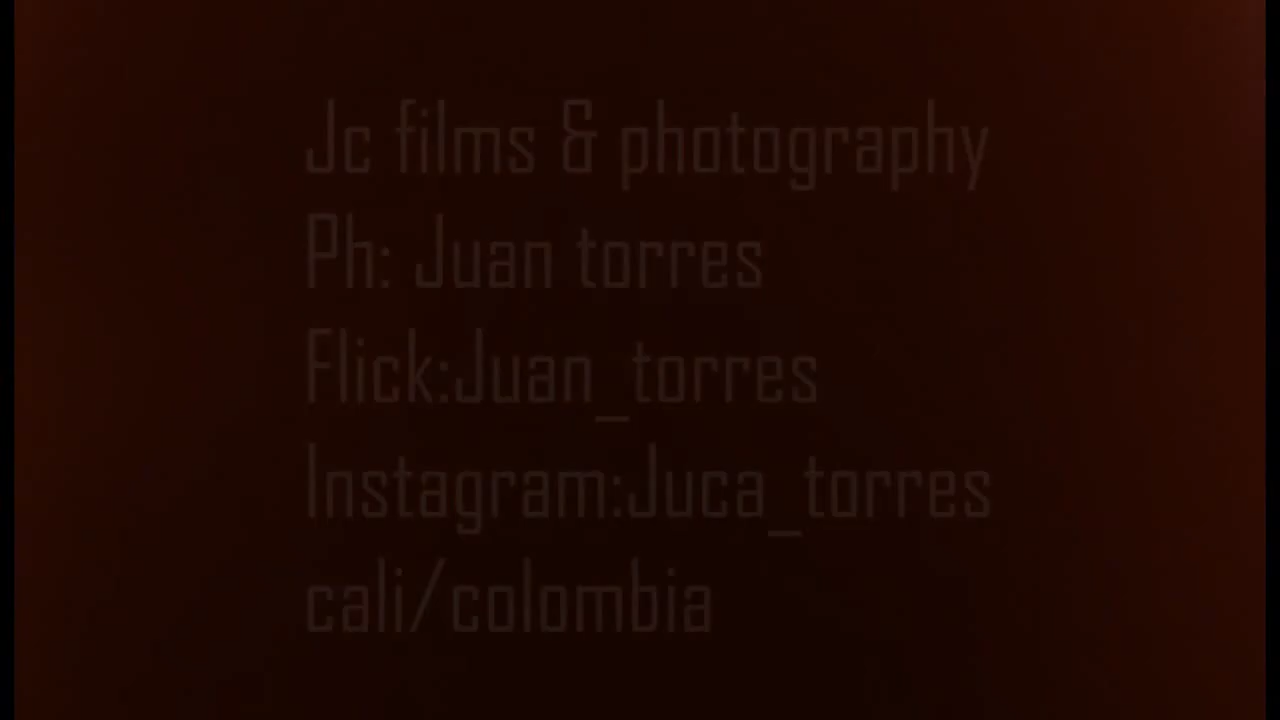 Jc films & photography
Ph: Juan torres
Flick:Juan_torres
Instagram:Juca_torres
cali/colombia